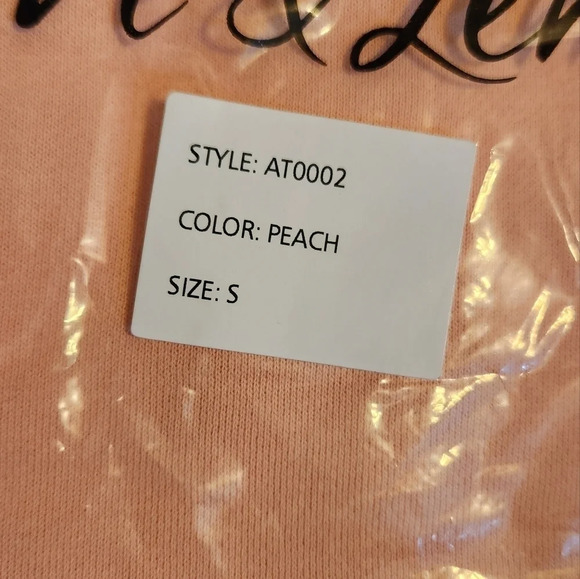 STYLE: AT0002
COLOR: PEACH
SIZE: S